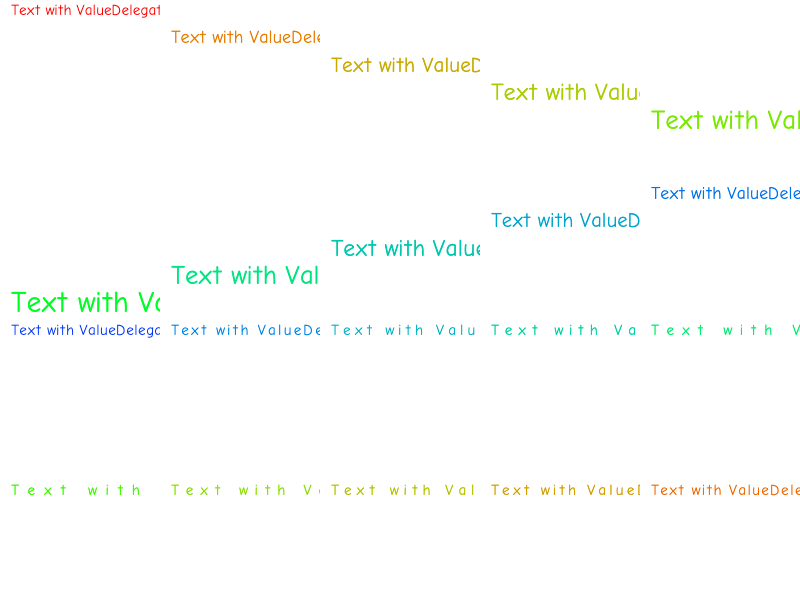 Text with ValueDelegat
Text with ValueDele
Text with ValueD
Text with Valu
Text with Val
Text with Va
Text with Val
Text with Value
Text with ValueD
Text with ValueDele
Text with ValueDelega
Text with ValueDe
Text with Valu
Text with Va
Text with V
Text with
Text with V
Text with Val
Text with Value
Text with ValueDele